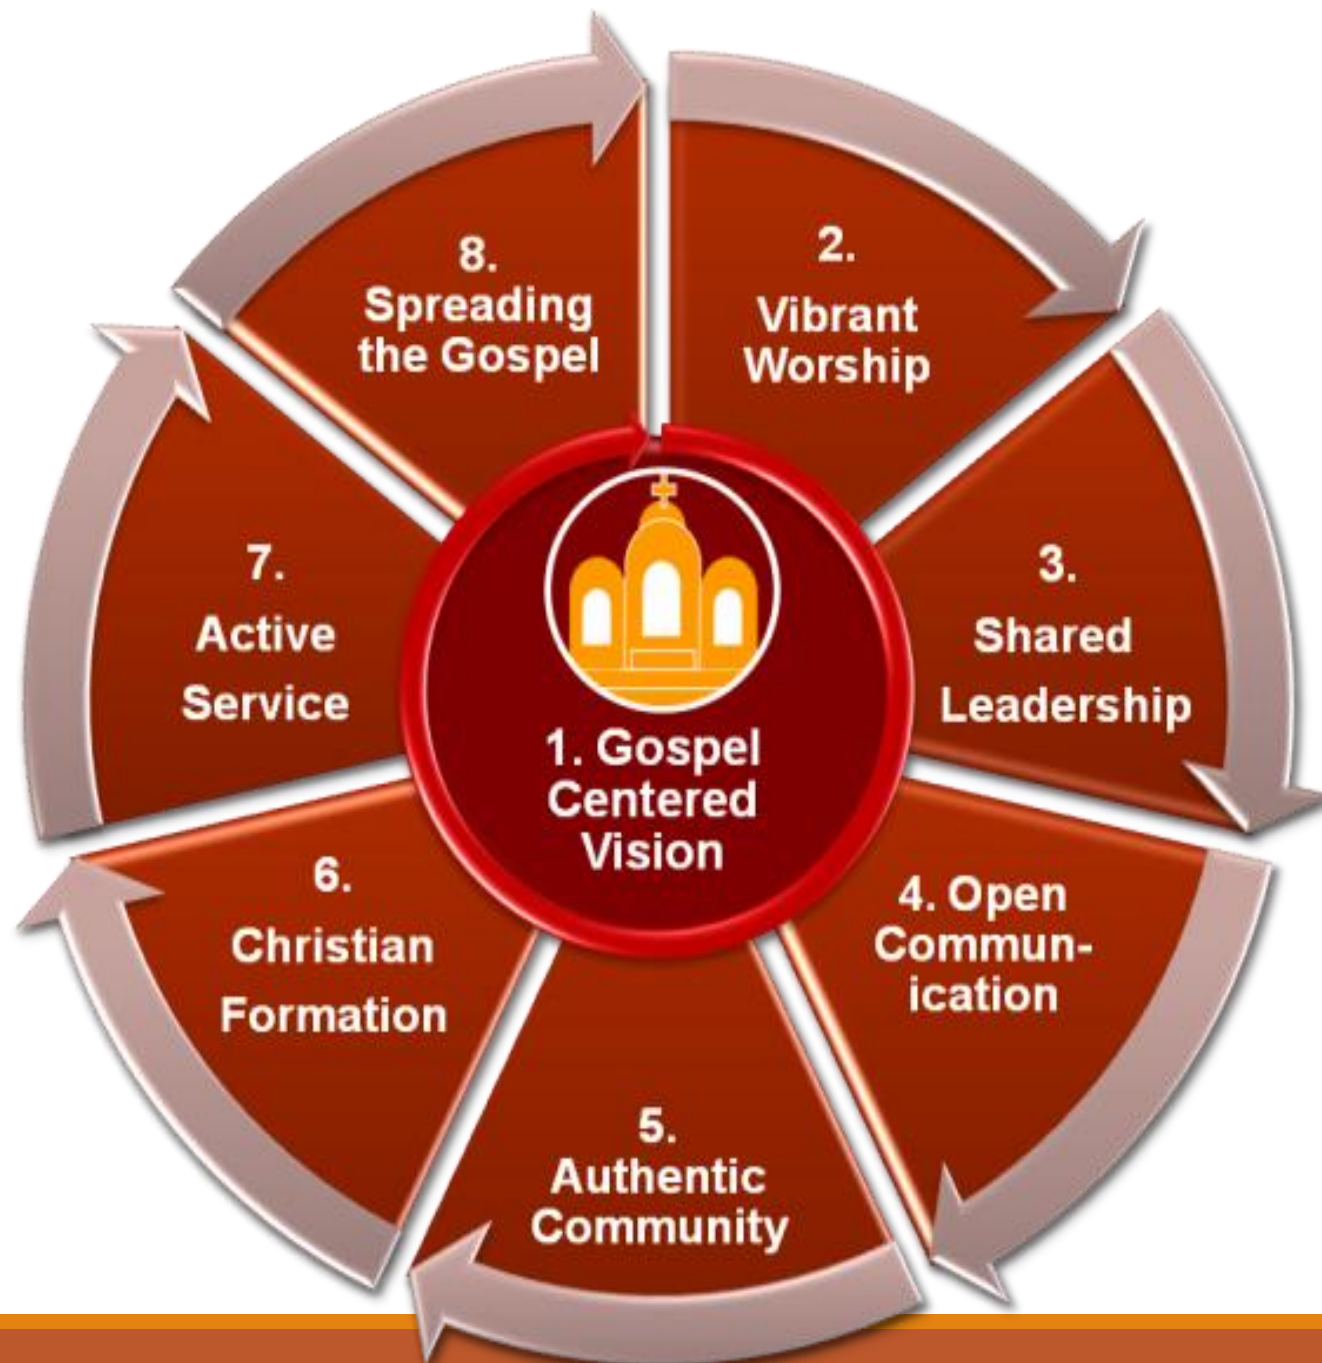 1. Gospel
Centered
Vision
2.
Vibrant
Worship
3.
Shared
Leadership
4. Open
Commun-
ication
5.
Authentic
Community
6.
Christian
Formation
7.
Active
Service
8.
Spreading
the Gospel